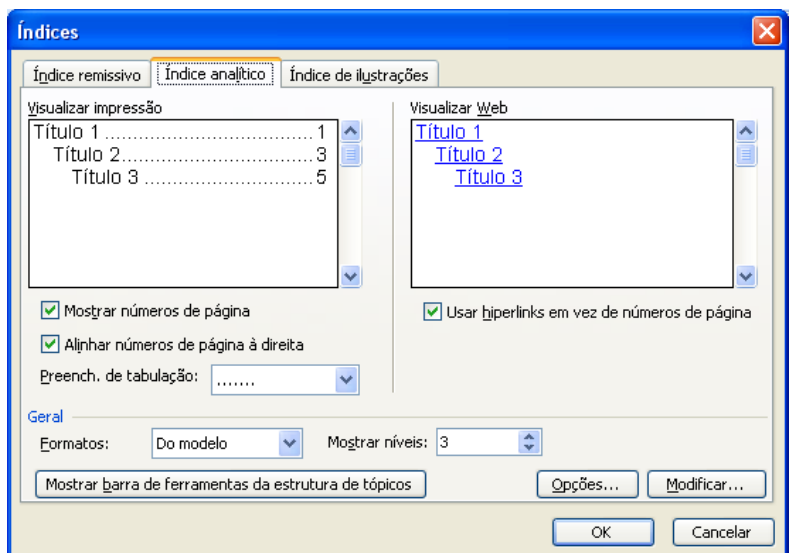 Índices
Índice remissivo Índice analítico Índice de ilustrações
Visualizar impressão
Título 1 ................................ 1
Título 2.............................. 3
Título 3 ......................... 5
Visualizar Web
Título 1
Título 2
Título 3
Mostrar números de página
Alinhar números de página à direita
Preench. de tabulação: .......
Usar hiperlinks em vez de números de página
Geral
Formatos: Do modelo Mostrar níveis: 3
Mostrar barra de ferramentas da estrutura de tópicos Opções... Modificar...
OK Cancelar